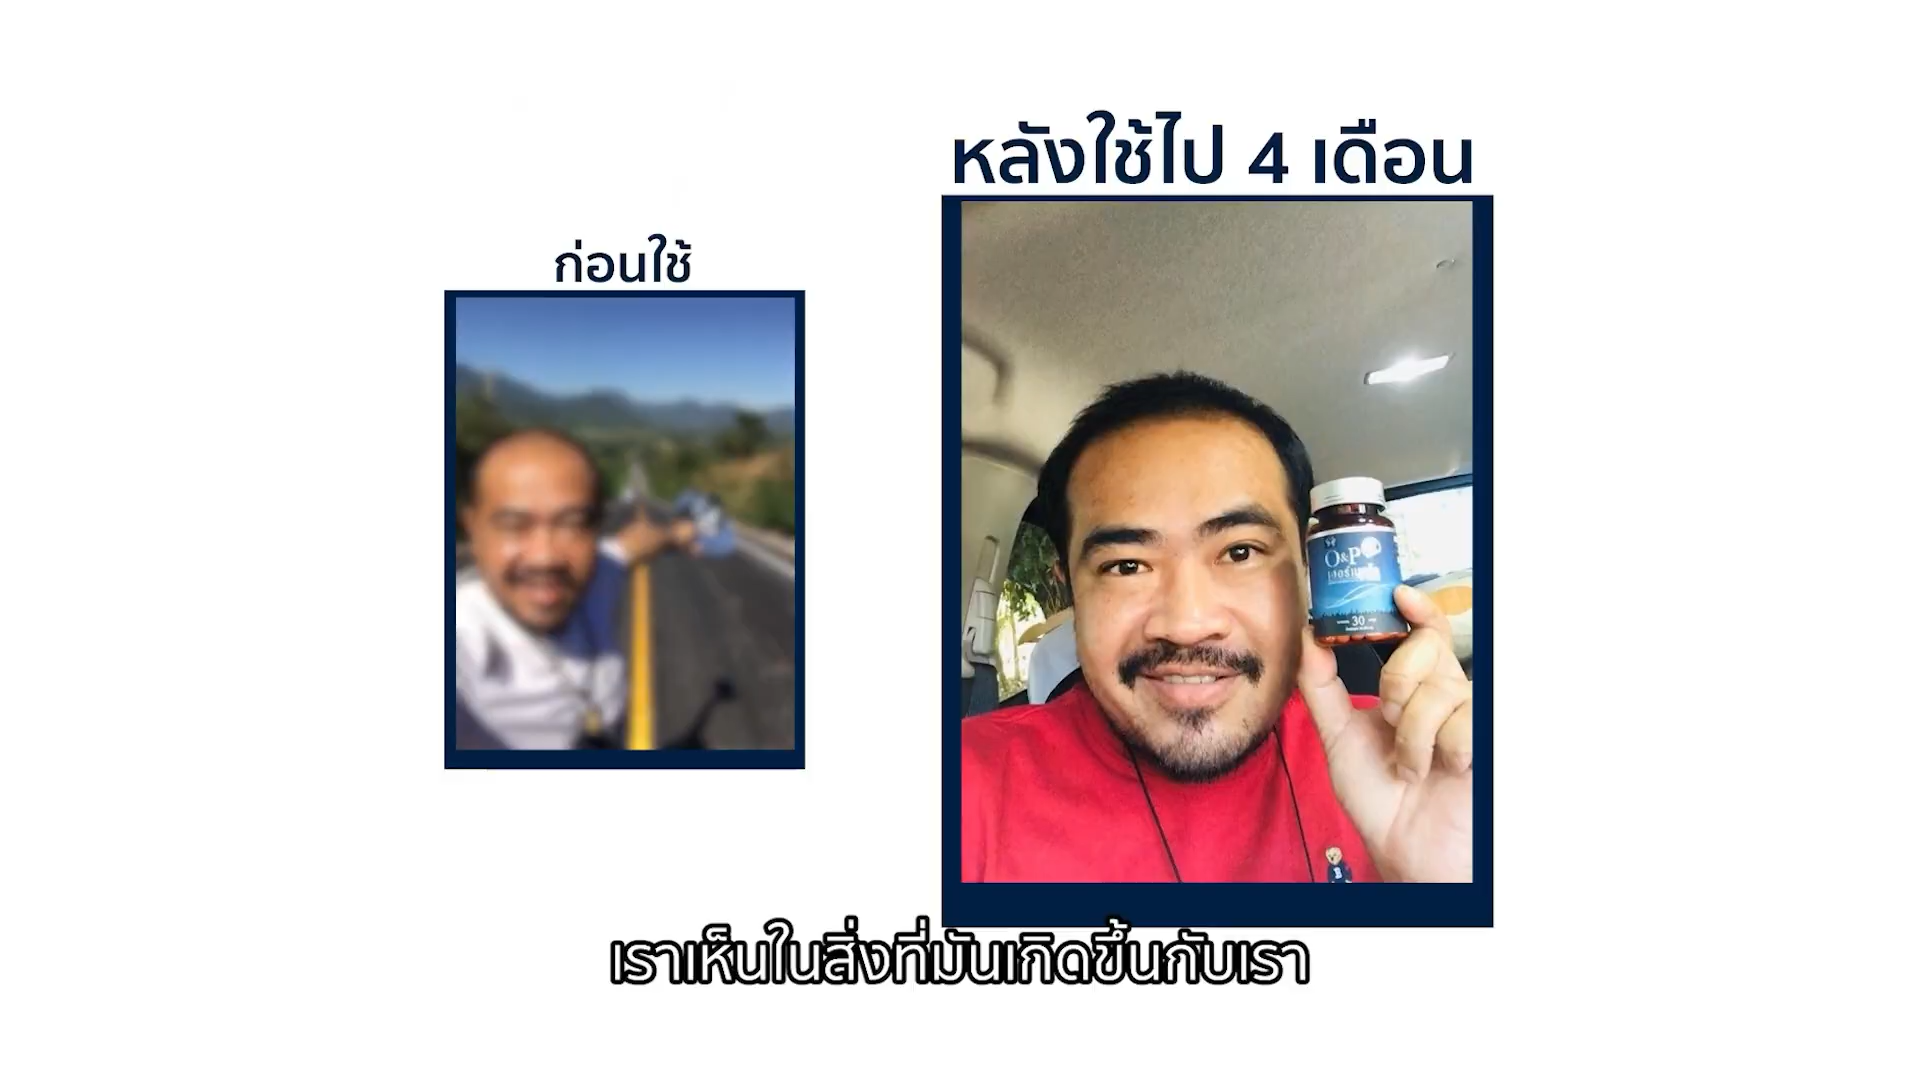 หลังใช้ไป 4 เดือน
ก่อนใช้
O&P
30
เราเห็นในสิ่งที่มันเกิดขึ้นกับเรา